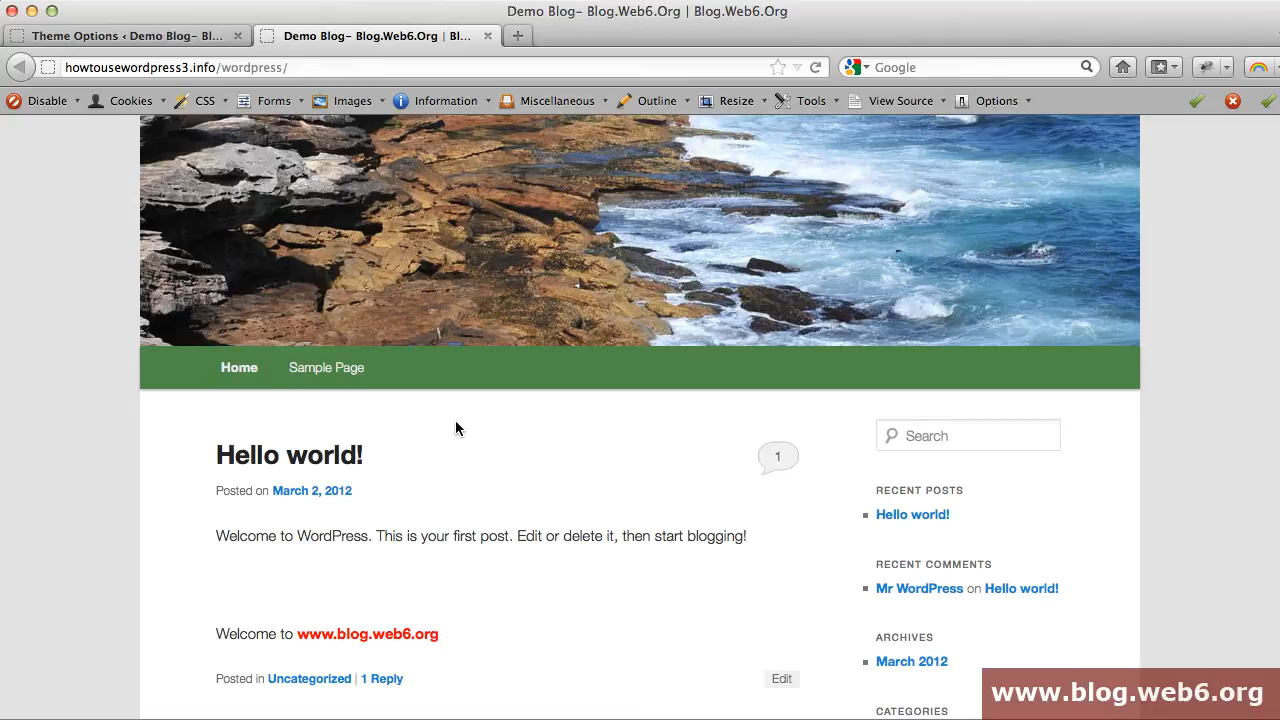 Demo Blog- Blog.Web6.Org | Blog.Web6.Org
Theme Options ‹ Demo Blog- Bl...
Demo Blog- Blog.Web6.Org | Bl...
howtousewordpress3.info/wordpress/
Google
Disable Cookies CSS Forms Images Information Miscellaneous Outline Resize Tools View Source Options
Home Sample Page
Hello world!
1
Posted on March 2, 2012
Welcome to WordPress. This is your first post. Edit or delete it, then start blogging!
Welcome to www.blog.web6.org
Posted in Uncategorized | 1 Reply
Edit
Search
RECENT POSTS
Hello world!
RECENT COMMENTS
Mr WordPress on Hello world!
ARCHIVES
March 2012
CATEGORIES
www.blog.web6.org